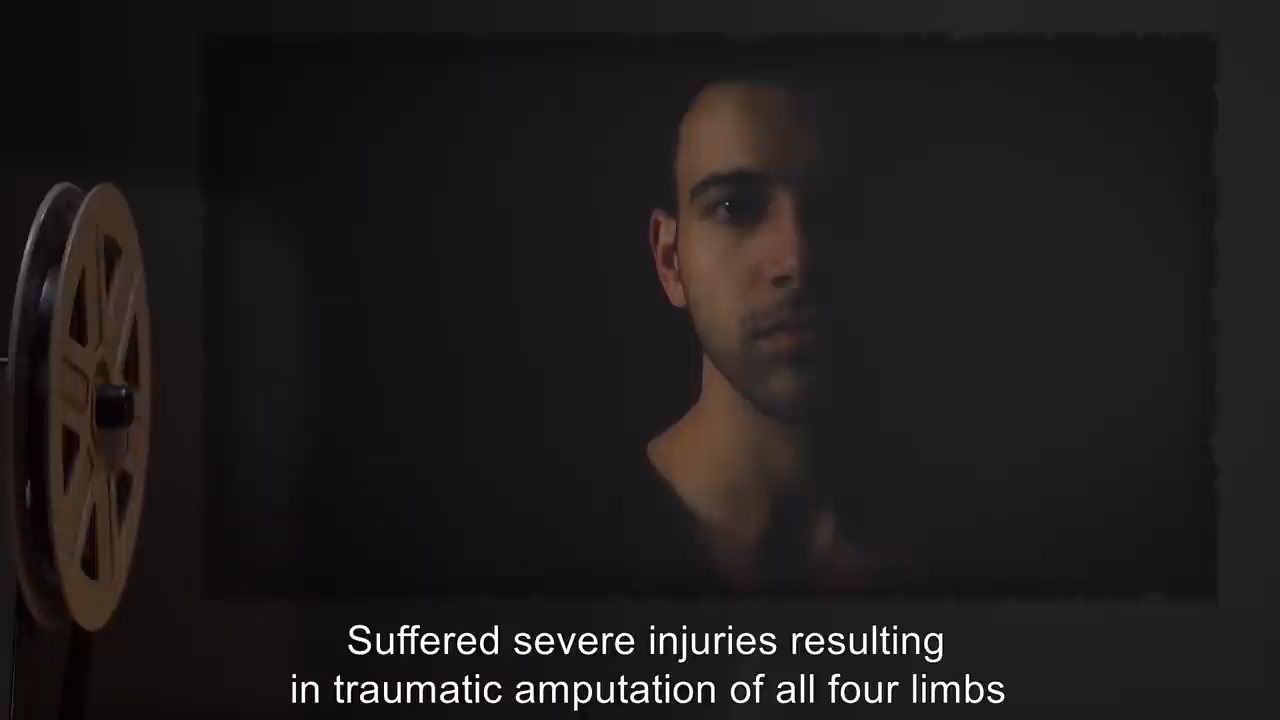 Suffered severe injuries resulting
in traumatic amputation of all four limbs